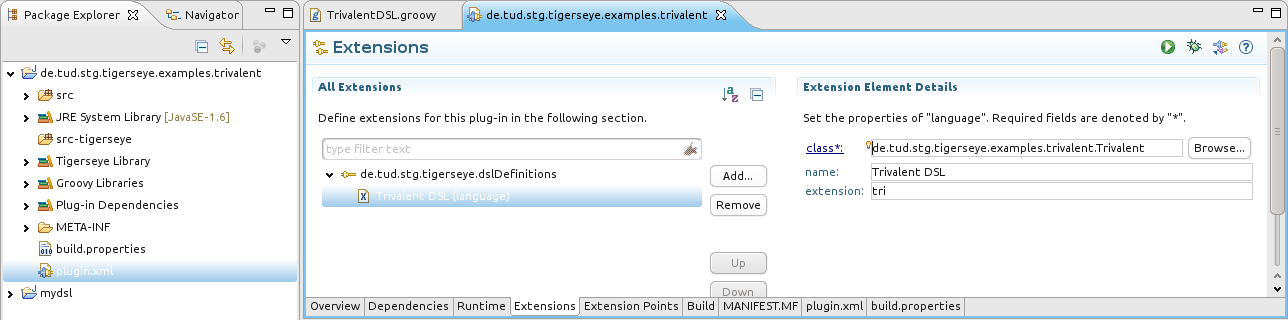 Package Explorer
Navigator
de.tud.stg.tigerseye.examples.trivalent
src
JRE System Library [JavaSE-1.6]
src-tigerseye
Tigerseye Library
Groovy Libraries
Plug-in Dependencies
META-INF
build.properties
plugin.xml
mydsl
TrivalentDSL.groovy
de.tud.stg.tigerseye.examples.trivalent
Extensions
All Extensions
Define extensions for this plug-in in the following section.
type filter text
de.tud.stg.tigerseye.dslDefinitions
Trivalent DSL (language)
Add...
Remove
Up
Down
Extension Element Details
Set the properties of "language". Required fields are denoted by "*".
class*: de.tud.stg.tigerseye.examples.trivalent.Trivalent Browse...
name: Trivalent DSL
extension: tri
Overview Dependencies Runtime Extensions Extension Points Build MANIFEST.MF plugin.xml build.properties